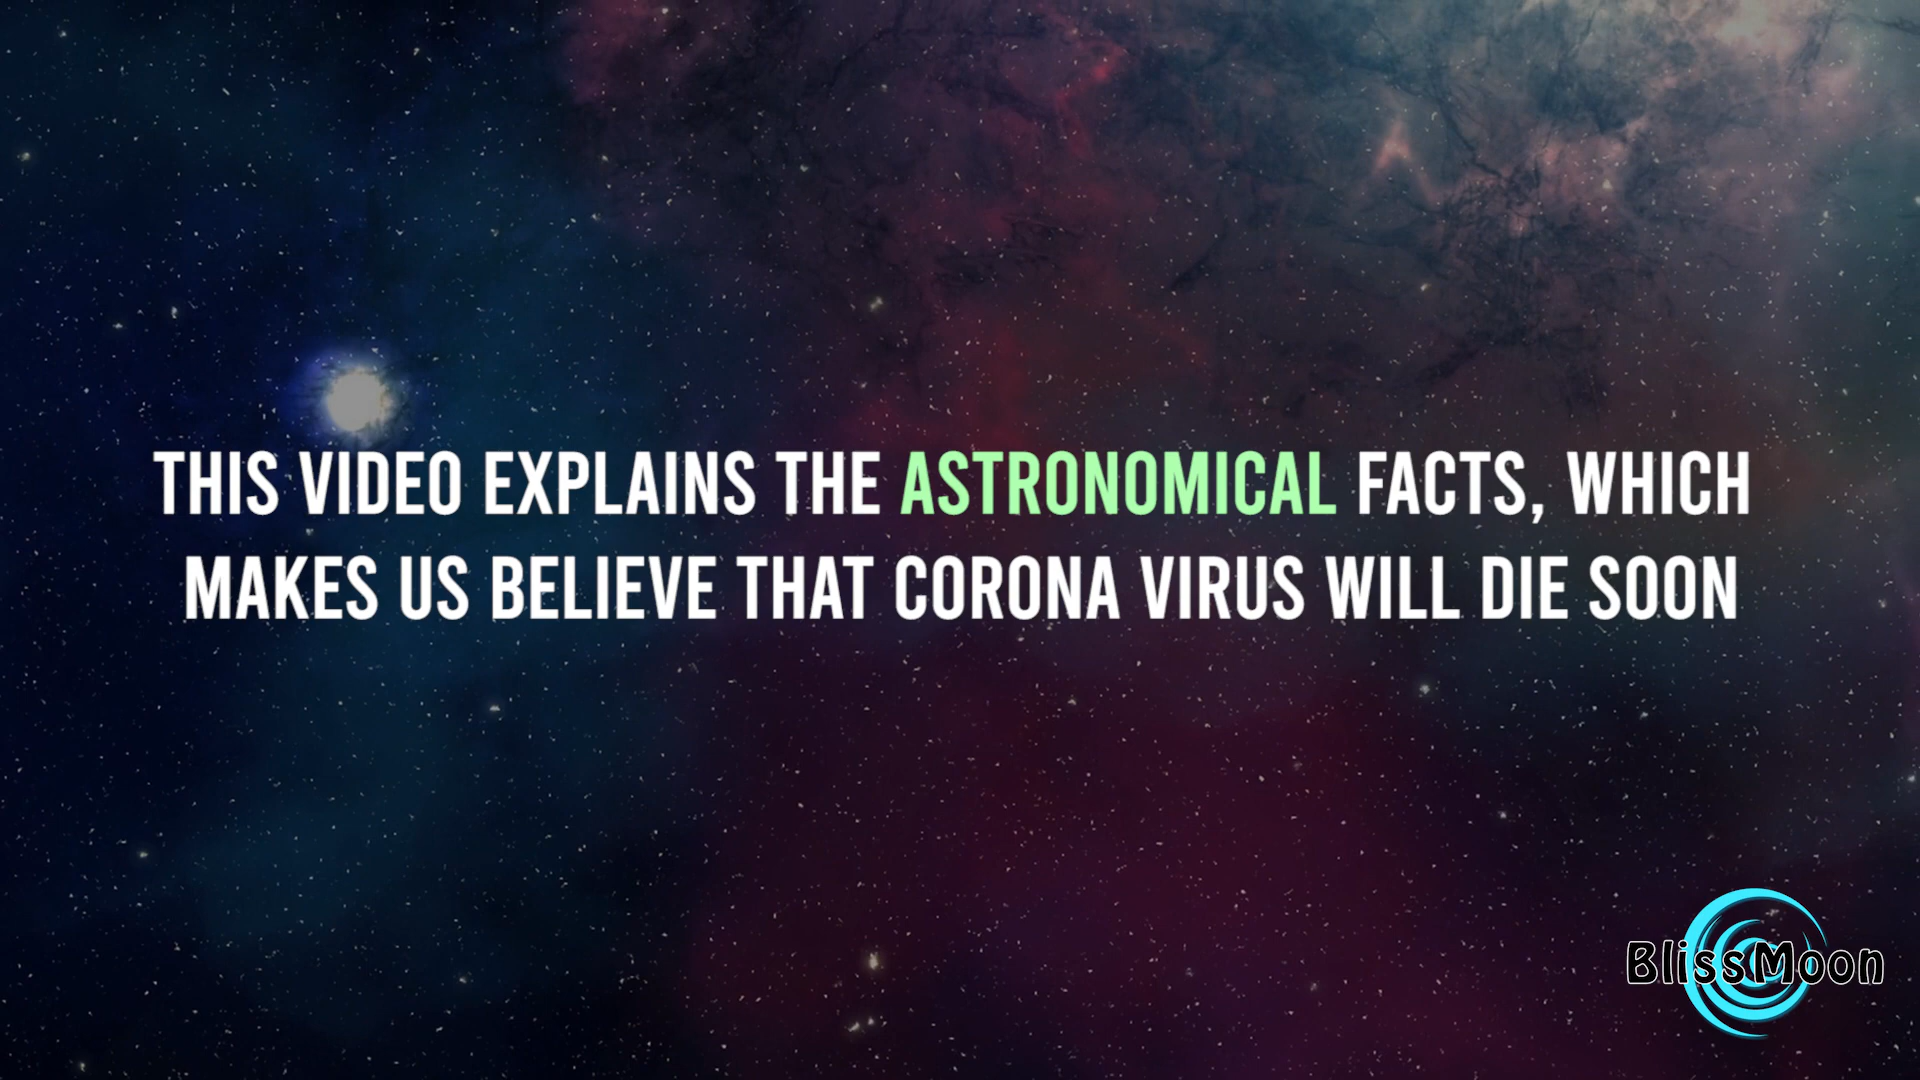 THIS VIDEO EXPLAINS THE ASTRONOMICAL FACTS, WHICH
MAKES US BELIEVE THAT CORONA VIRUS WILL DIE SOON
BlissMoon